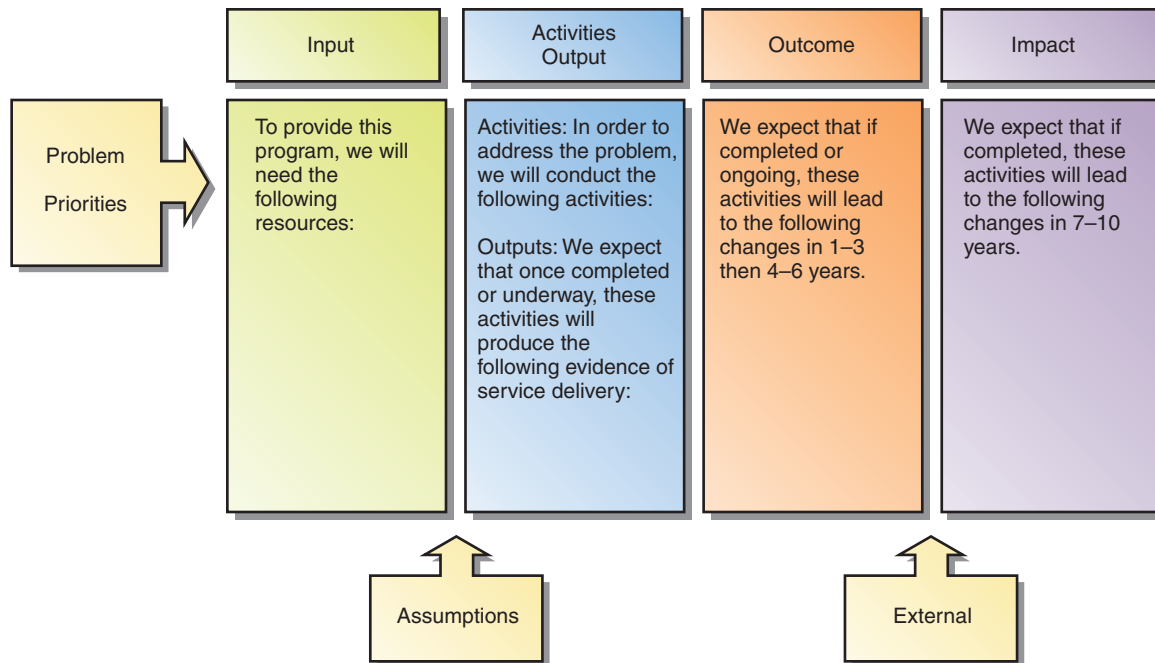 Input
Activities
Output
Outcome
Impact
Problem
Priorities
To provide this
program, we will
need the
following
resources:
Activities: In order to
address the problem,
we will conduct the
following activities:
Outputs: We expect
that once completed
or underway, these
activities will
produce the
following evidence of
service delivery:
We expect that if
completed or
ongoing, these
activities will lead
to the following
changes in 1–3
then 4–6 years.
We expect that if
completed, these
activities will lead
to the following
changes in 7–10
years.
Assumptions
External